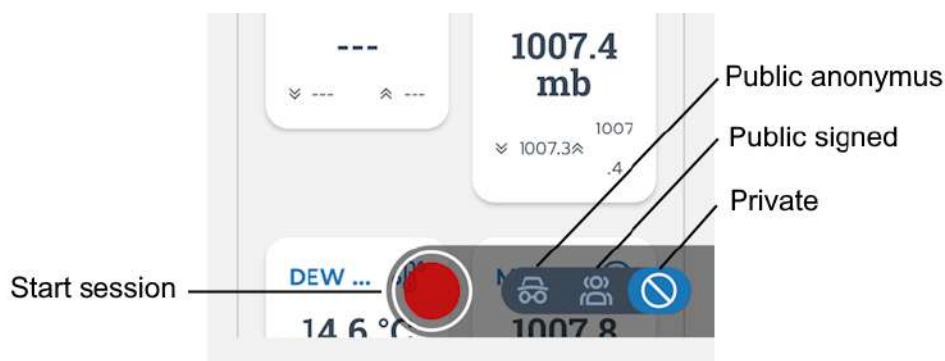 ---
--- ---
1007.4
mb
1007.3
1007
.4
Public anonymus
Public signed
Private
Start session
DEW ...
M
14.6 °C
1007.8